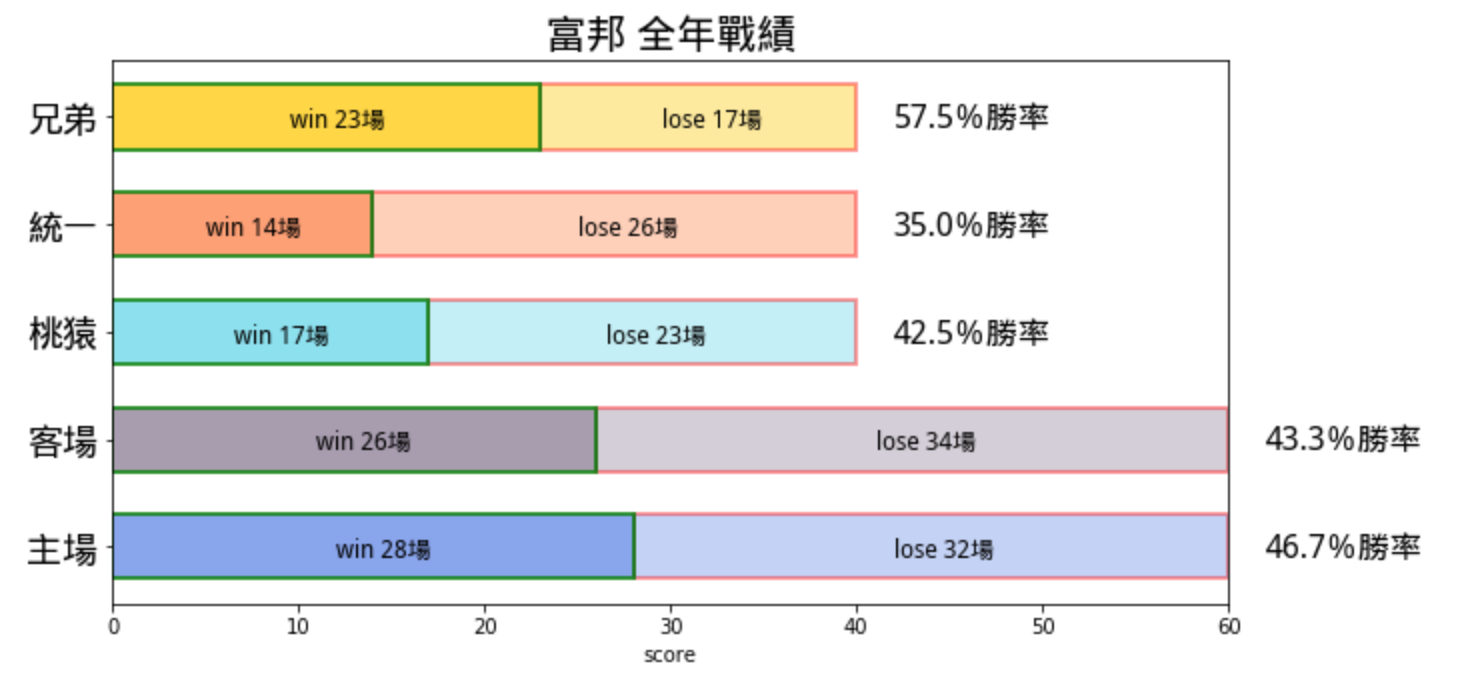 富邦 全年戰績
兄弟 win 23場 lose 17場 57.5%勝率
統一 win 14場 lose 26場 35.0%勝率
桃猿 win 17場 lose 23場 42.5%勝率
客場 win 26場 lose 34場 43.3%勝率
主場 win 28場 lose 32場 46.7%勝率
0 10 20 30 40 50 60
score